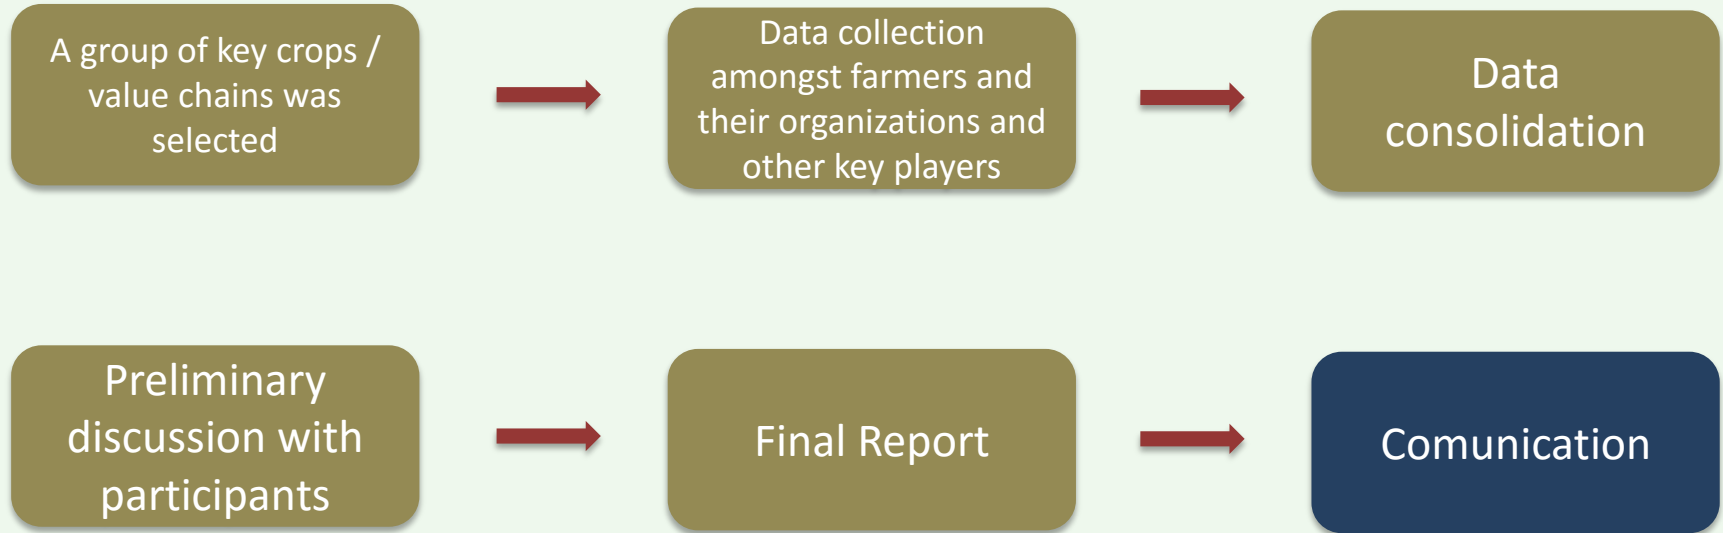 A group of key crops /
value chains was
selected
Data collection
amongst farmers and
their organizations and
other key players
Data
consolidation
Preliminary
discussion with
participants
Final Report
Comunication